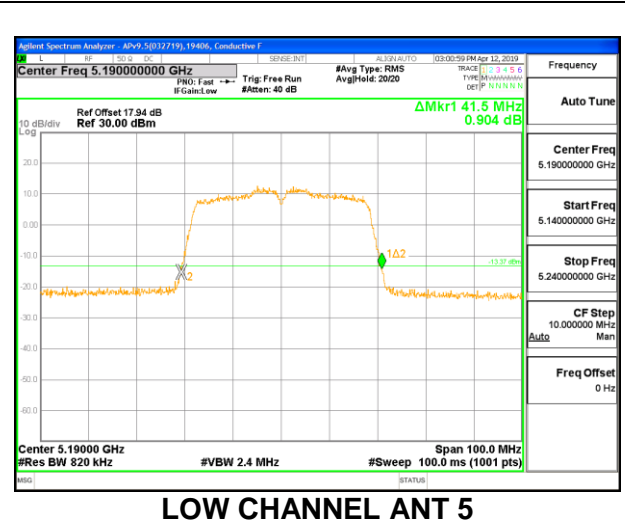 Agilent Spectrum Analyzer - APv9.5(032719),19406, Conductive F
L RF 50 Ω DC SENSE:INT ALIGN AUTO 03:00:59 PM Apr 12, 2019
Center Freq 5.190000000 GHz
PNO: Fast
IFGain:Low
Trig: Free Run
#Atten: 40 dB
#Avg Type: RMS
Avg|Hold: 20/20
TRACE 1 2 3 4 5 6
TYPE M
DET P N N N N N
Frequency
Auto Tune
Ref Offset 17.94 dB
10 dB/div Ref 30.00 dBm
Log
ΔMkr1 41.5 MHz
0.904 dB
20.0
10.0
0.00
-10.0
-20.0
-30.0
-40.0
-50.0
-60.0
1Δ2
2
-13.37 dBm
Center Freq
5.190000000 GHz
Start Freq
5.140000000 GHz
Stop Freq
5.240000000 GHz
CF Step
10.000000 MHz
Auto Man
Freq Offset
0 Hz
Center 5.19000 GHz Span 100.0 MHz
#Res BW 820 kHz #VBW 2.4 MHz #Sweep 100.0 ms (1001 pts)
MSG STATUS
LOW CHANNEL ANT 5